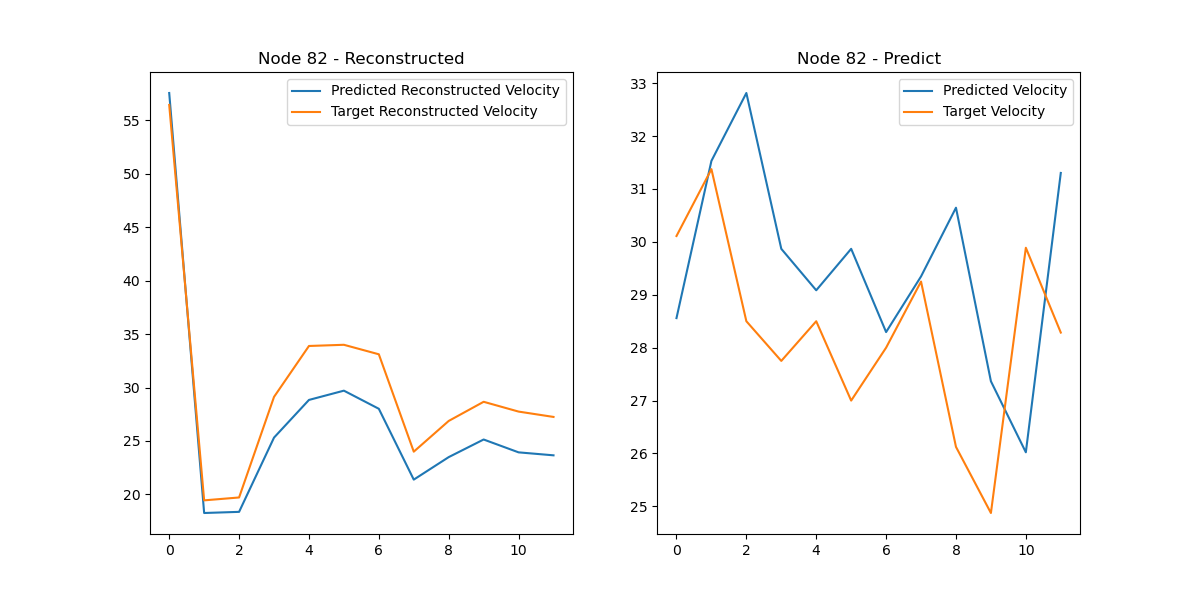 Node 82 - Reconstructed
Predicted Reconstructed Velocity
Target Reconstructed Velocity
55
50
45
40
35
30
25
20
0 2 4 6 8 10
Node 82 - Predict
Predicted Velocity
Target Velocity
33
32
31
30
29
28
27
26
25
0 2 4 6 8 10